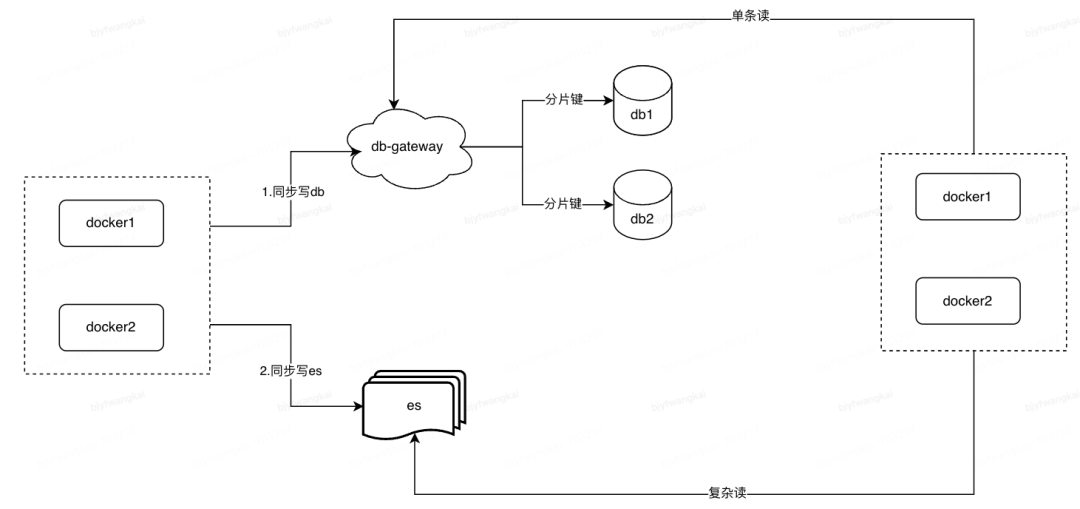 单条读
分片键
db1
db-gateway
1.同步写db
分片键
db2
docker1
docker2
docker1
docker2
2.同步写es
es
复杂读
bjyfwangkai